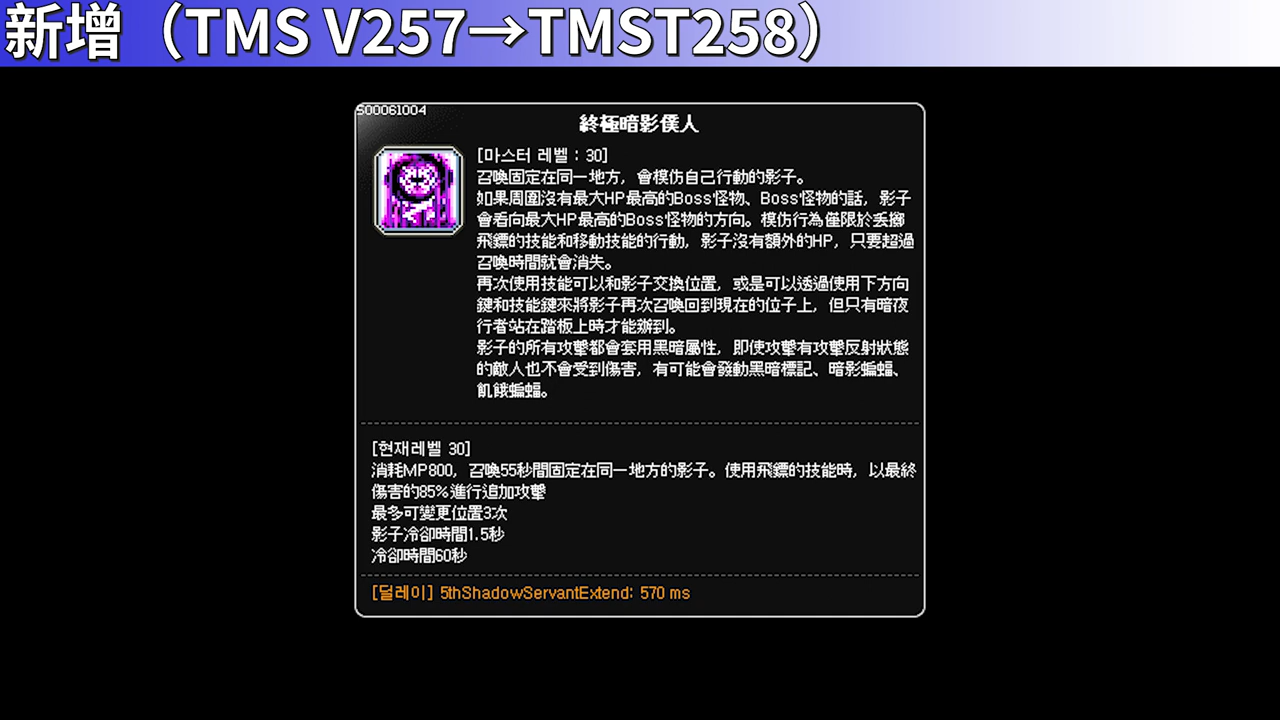 新增（TMS V257→TMST258）
S00061004
終極暗影僕人
[마스터 레벨 : 30]
召喚固定在同一地方，會模仿自己行動的影子。
如果周圍沒有最大HP最高的Boss怪物、Boss怪物的話，影子
會看向最大HP最高的Boss怪物的方向。模仿行為僅限於丟擲
飛鏢的技能和移動技能的行動，影子沒有額外的HP，只要超過
召喚時間就會消失。
再次使用技能可以和影子交換位置，或是可以透過使用下方向
鍵和技能鍵來將影子再次召喚回到現在的位子上，但只有暗夜
行者站在踏板上時才能辦到。
影子的所有攻擊都會套用黑暗屬性，即使攻擊有攻擊反射狀態
的敵人也不會受到傷害，有可能會發動黑暗標記、暗影蝙蝠、
飢餓蝙蝠。
[현재레벨 30]
消耗MP800，召喚55秒間固定在同一地方的影子。使用飛鏢的技能時，以最終
傷害的85%進行追加攻擊
最多可變更位置3次
影子冷卻時間1.5秒
冷卻時間60秒
[딜레이] 5thShadowServantExtend: 570 ms